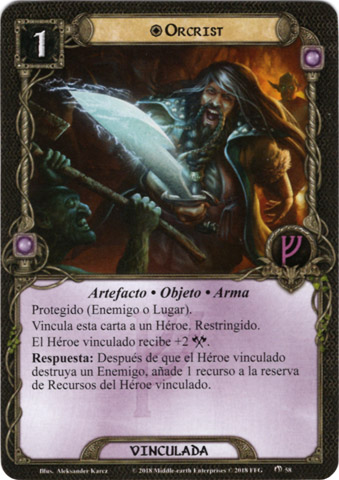 1
Orcrist
Artefacto • Objeto • Arma
Protegido (Enemigo o Lugar).
Vincula esta carta a un Héroe. Restringido.
El Héroe vinculado recibe +2
Respuesta: Después de que el Héroe vinculado
destruya un Enemigo, añade 1 recurso a la reserva
de Recursos del Héroe vinculado.
VINCULADA
Illus. Aleksander Karcz © 2018 Middle-earth Enterprises © 2018 FFG 58